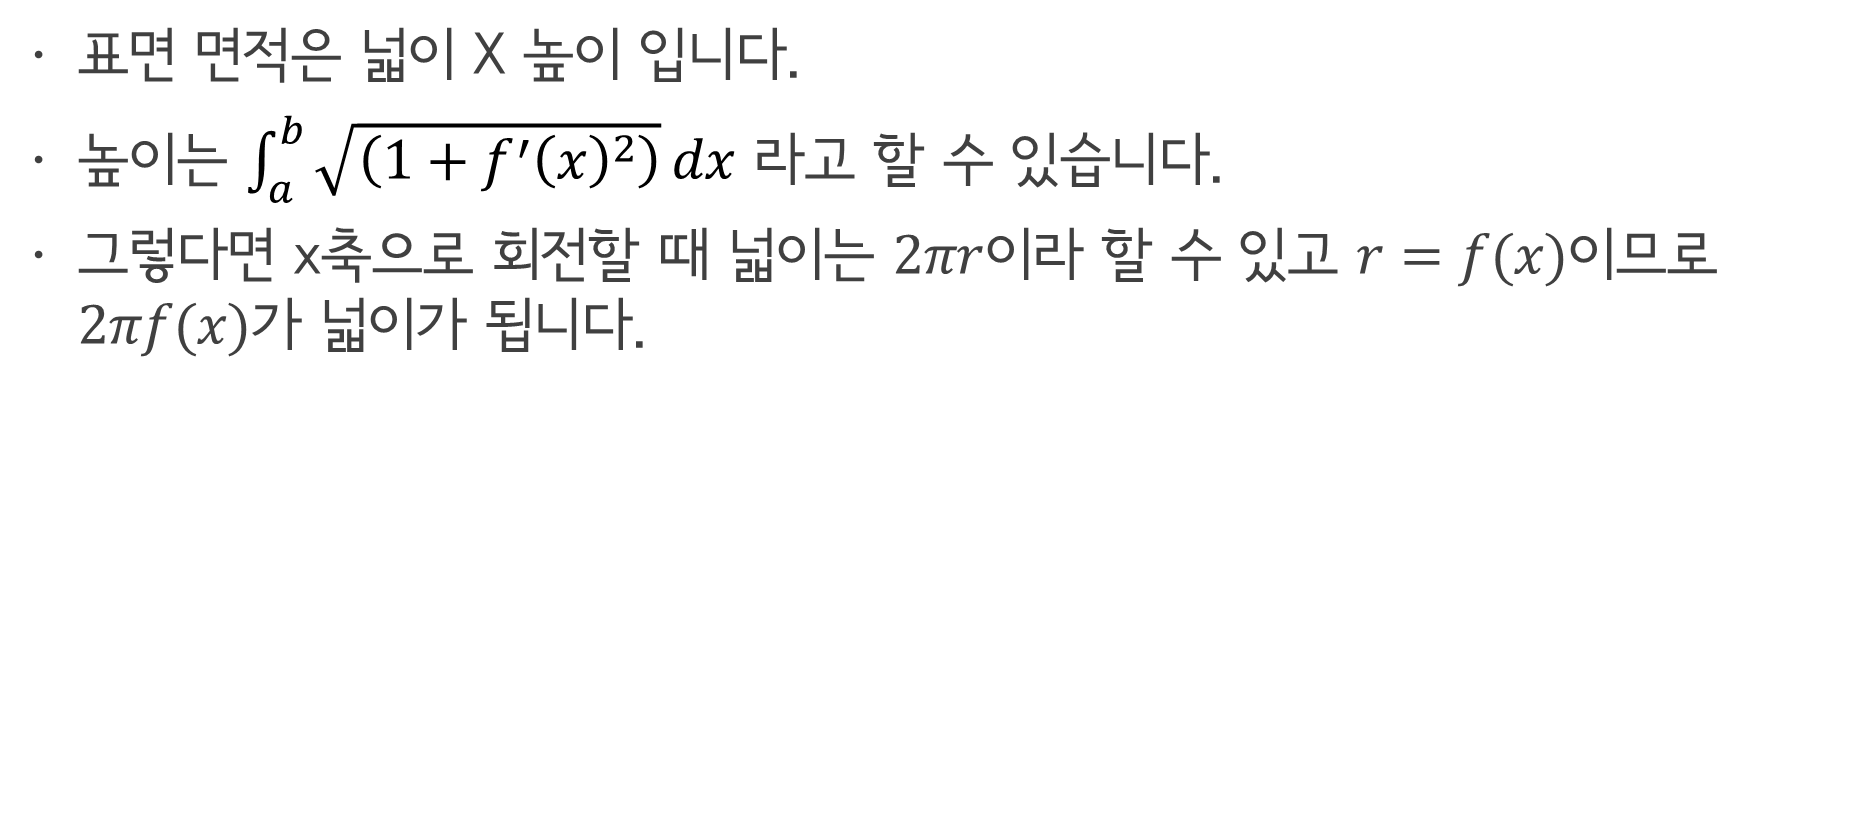 • 표면 면적은 넓이 X 높이 입니다.
• 높이는 ∫ₐᵇ √((1 + f′(x)²)) dx 라고 할 수 있습니다.
• 그렇다면 x축으로 회전할 때 넓이는 2πr이라 할 수 있고 r = f(x)이므로
2πf(x)가 넓이가 됩니다.